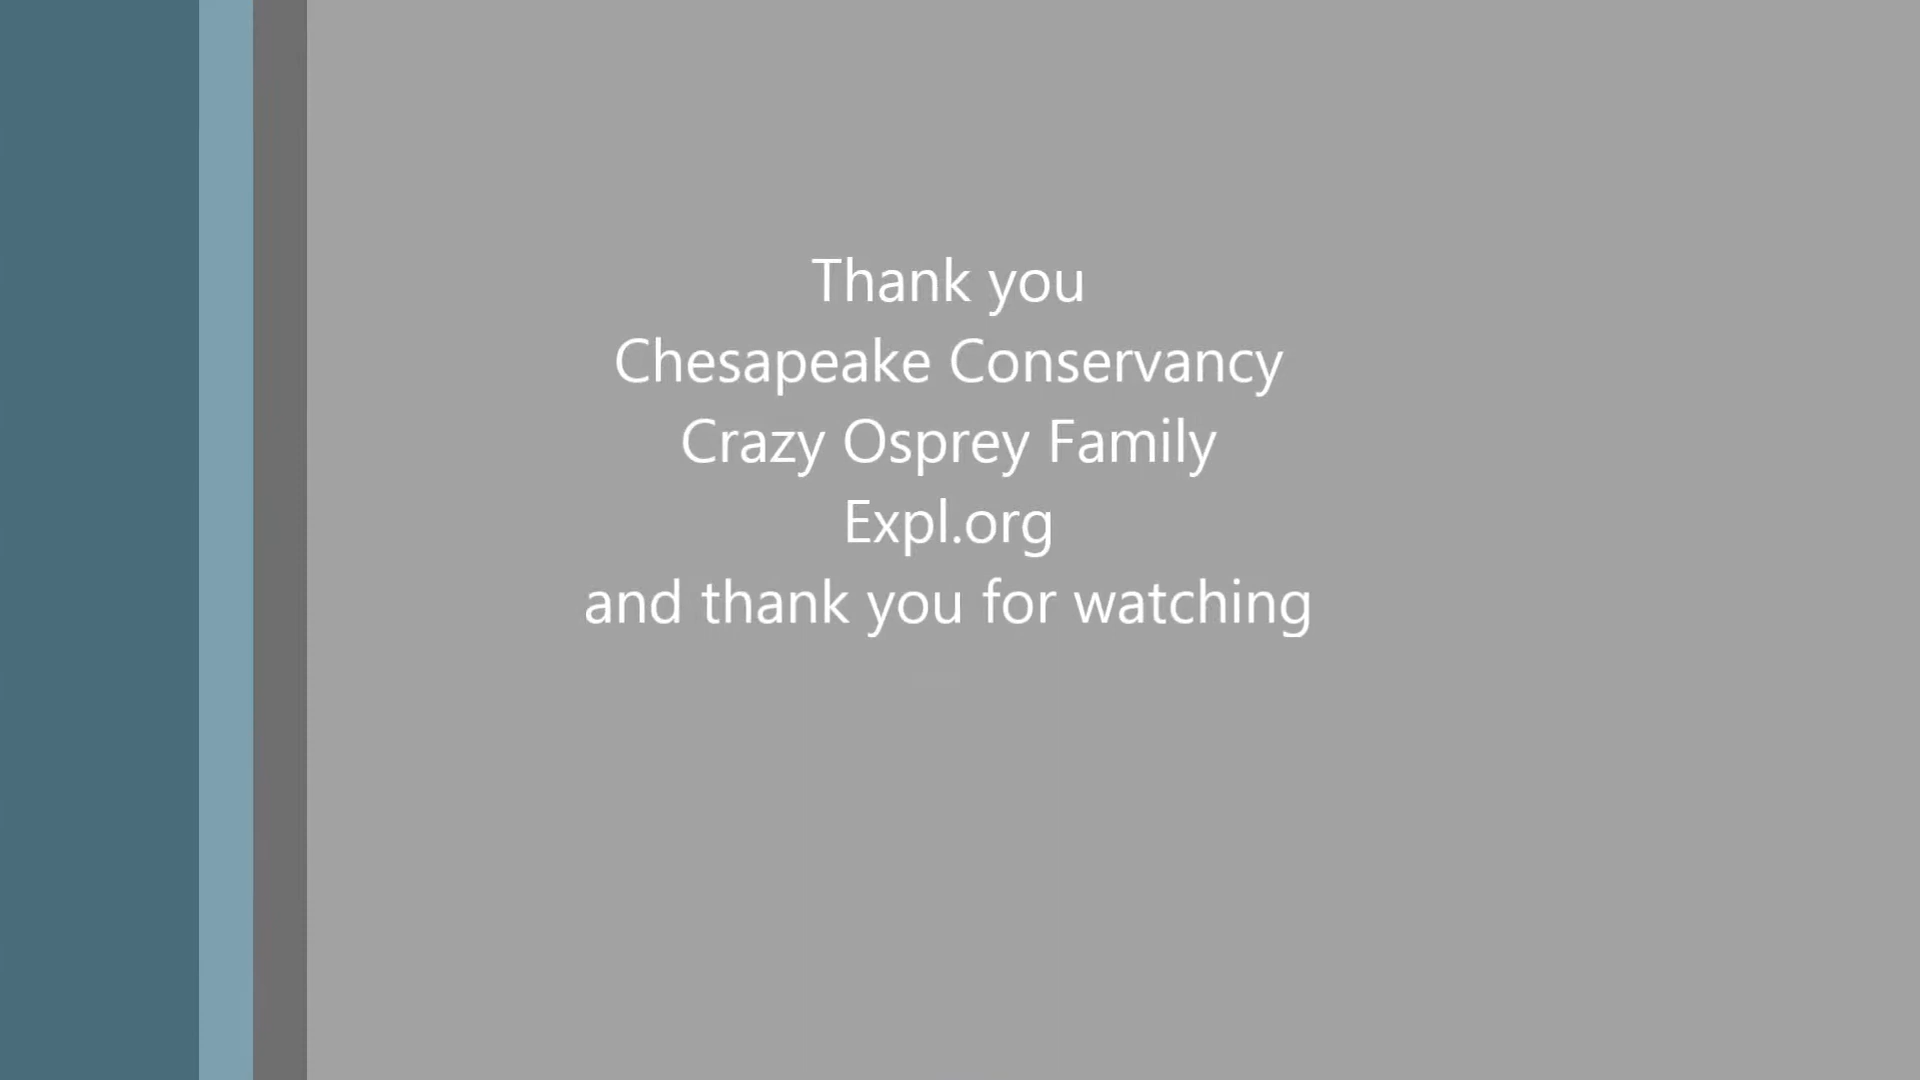 Thank you
Chesapeake Conservancy
Crazy Osprey Family
Expl.org
and thank you for watching